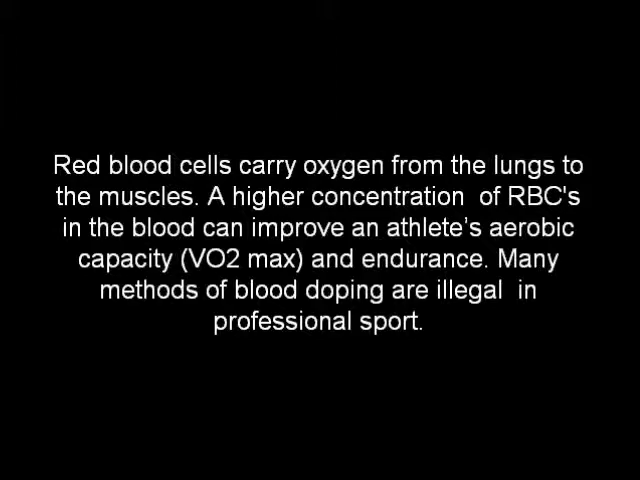 Red blood cells carry oxygen from the lungs to
the muscles. A higher concentration  of RBC's
in the blood can improve an athlete’s aerobic
capacity (VO2 max) and endurance. Many
methods of blood doping are illegal  in
professional sport.